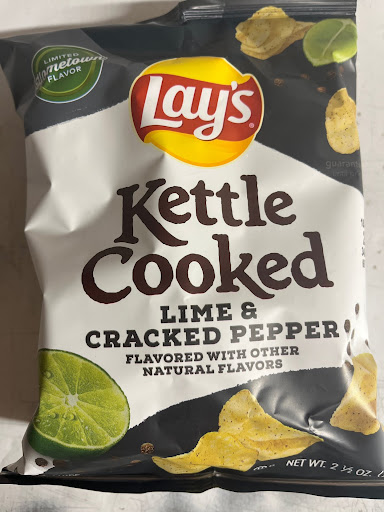 LIMITED
Hometown
FLAVOR
Lay's
Kettle
Cooked
LIME &
CRACKED PEPPER
FLAVORED WITH OTHER
NATURAL FLAVORS
NET WT. 2 ½ OZ.